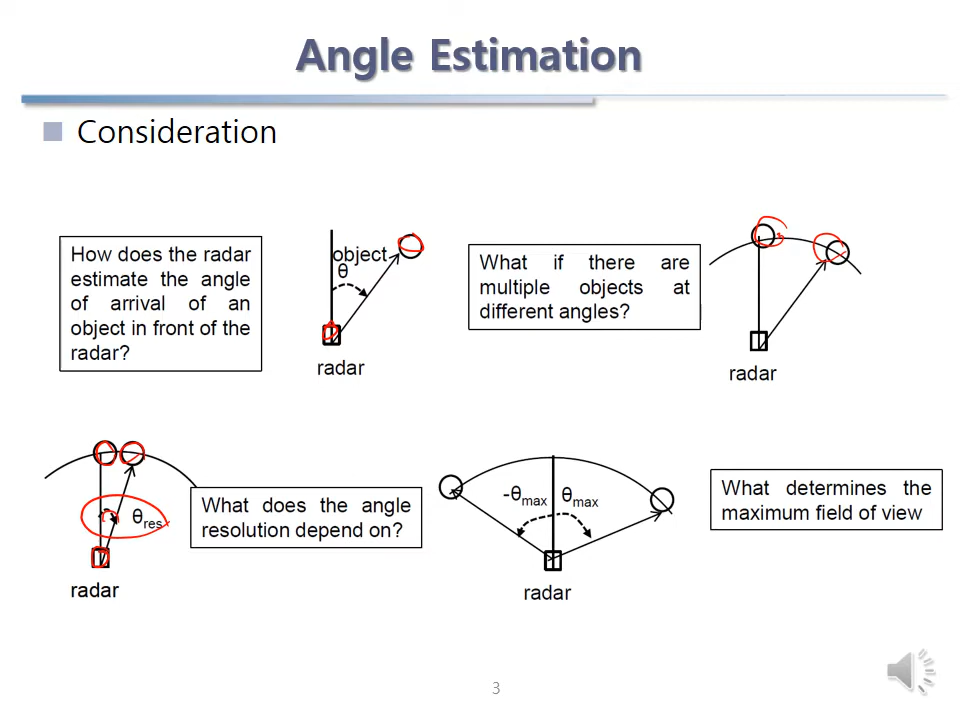 Angle Estimation
Consideration
How does the radar
estimate the angle
of arrival of an
object in front of the
radar?
object
θ
radar
What if there are
multiple objects at
different angles?
radar
θres
radar
What does the angle
resolution depend on?
-θmax
θmax
radar
What determines the
maximum field of view
3